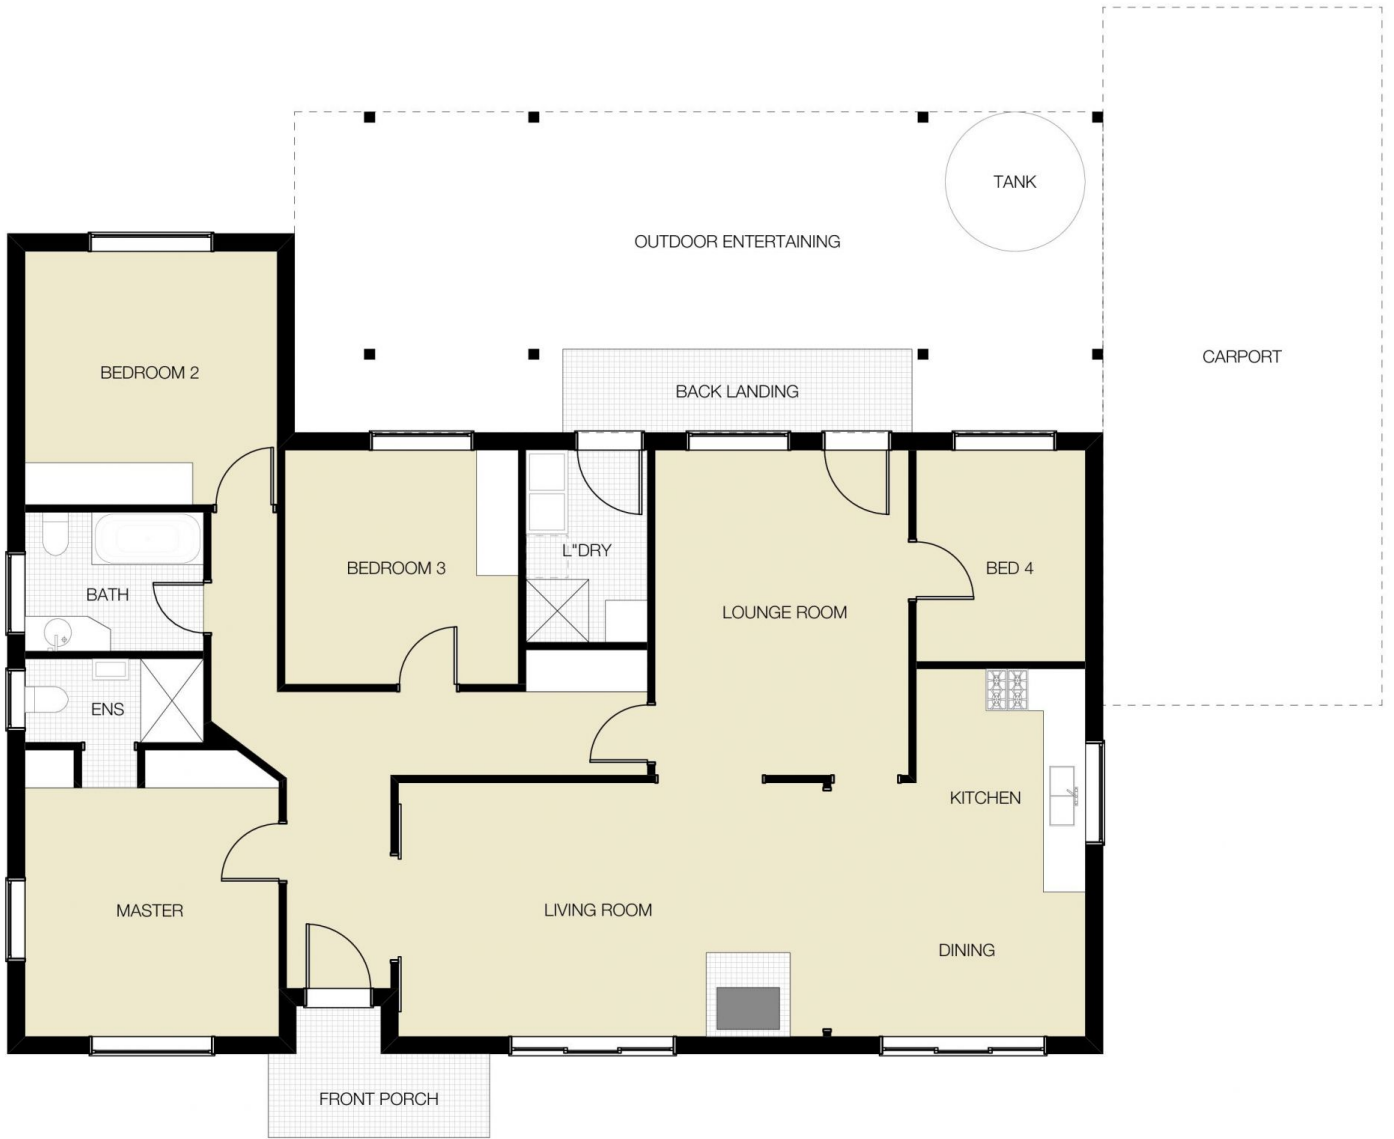 TANK
OUTDOOR ENTERTAINING
CARPORT
BEDROOM 2
BACK LANDING
L"DRY
BEDROOM 3
BED 4
BATH
LOUNGE ROOM
ENS
KITCHEN
MASTER
LIVING ROOM
DINING
FRONT PORCH